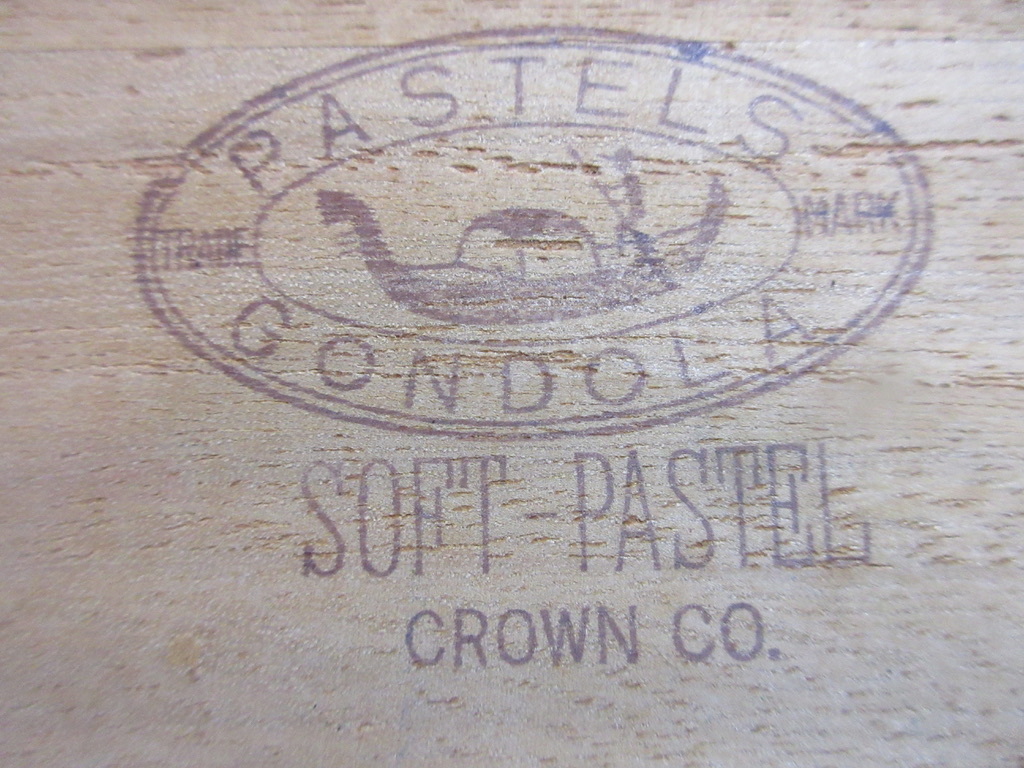 PASTELS
TRADE MARK
GONDOLA
SOFT-PASTEL
CROWN CO.